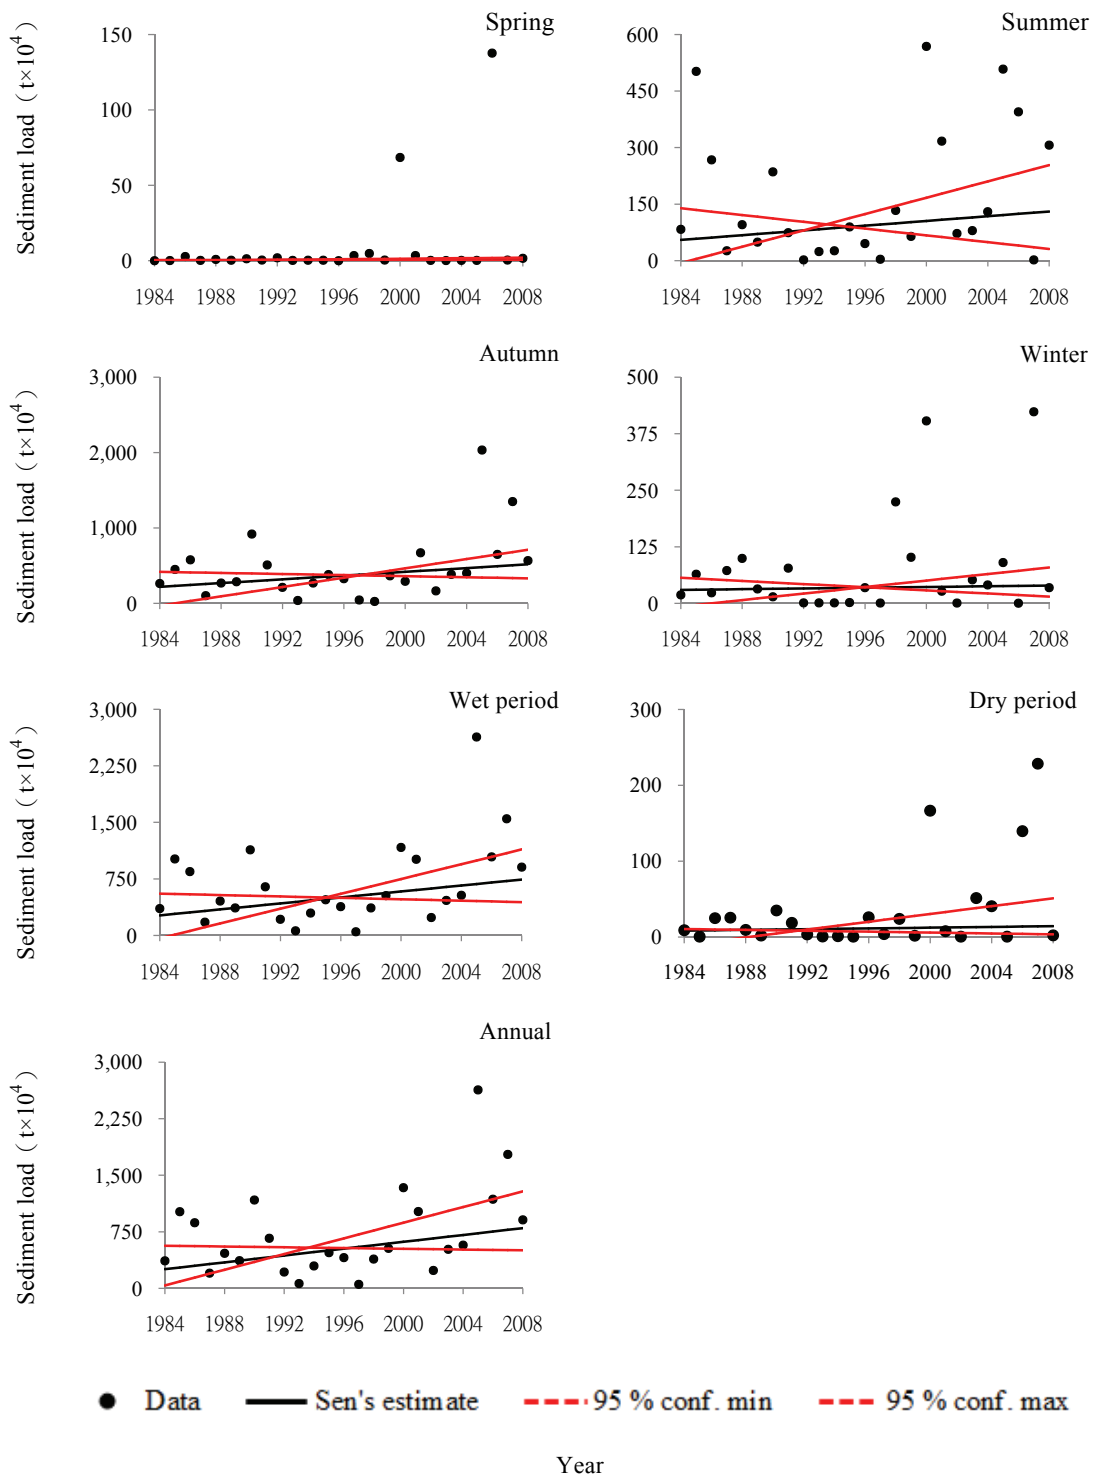 Spring
Sediment load (t×10⁴)
150
100
50
0
1984 1988 1992 1996 2000 2004 2008
Summer
600
450
300
150
0
1984 1988 1992 1996 2000 2004 2008
Autumn
Sediment load (t×10⁴)
3,000
2,000
1,000
0
1984 1988 1992 1996 2000 2004 2008
Winter
500
375
250
125
0
1984 1988 1992 1996 2000 2004 2008
Wet period
Sediment load (t×10⁴)
3,000
2,250
1,500
750
0
1984 1988 1992 1996 2000 2004 2008
Dry period
300
200
100
0
1984 1988 1992 1996 2000 2004 2008
Annual
Sediment load (t×10⁴)
3,000
2,250
1,500
750
0
1984 1988 1992 1996 2000 2004 2008
Data Sen's estimate 95 % conf. min 95 % conf. max
Year